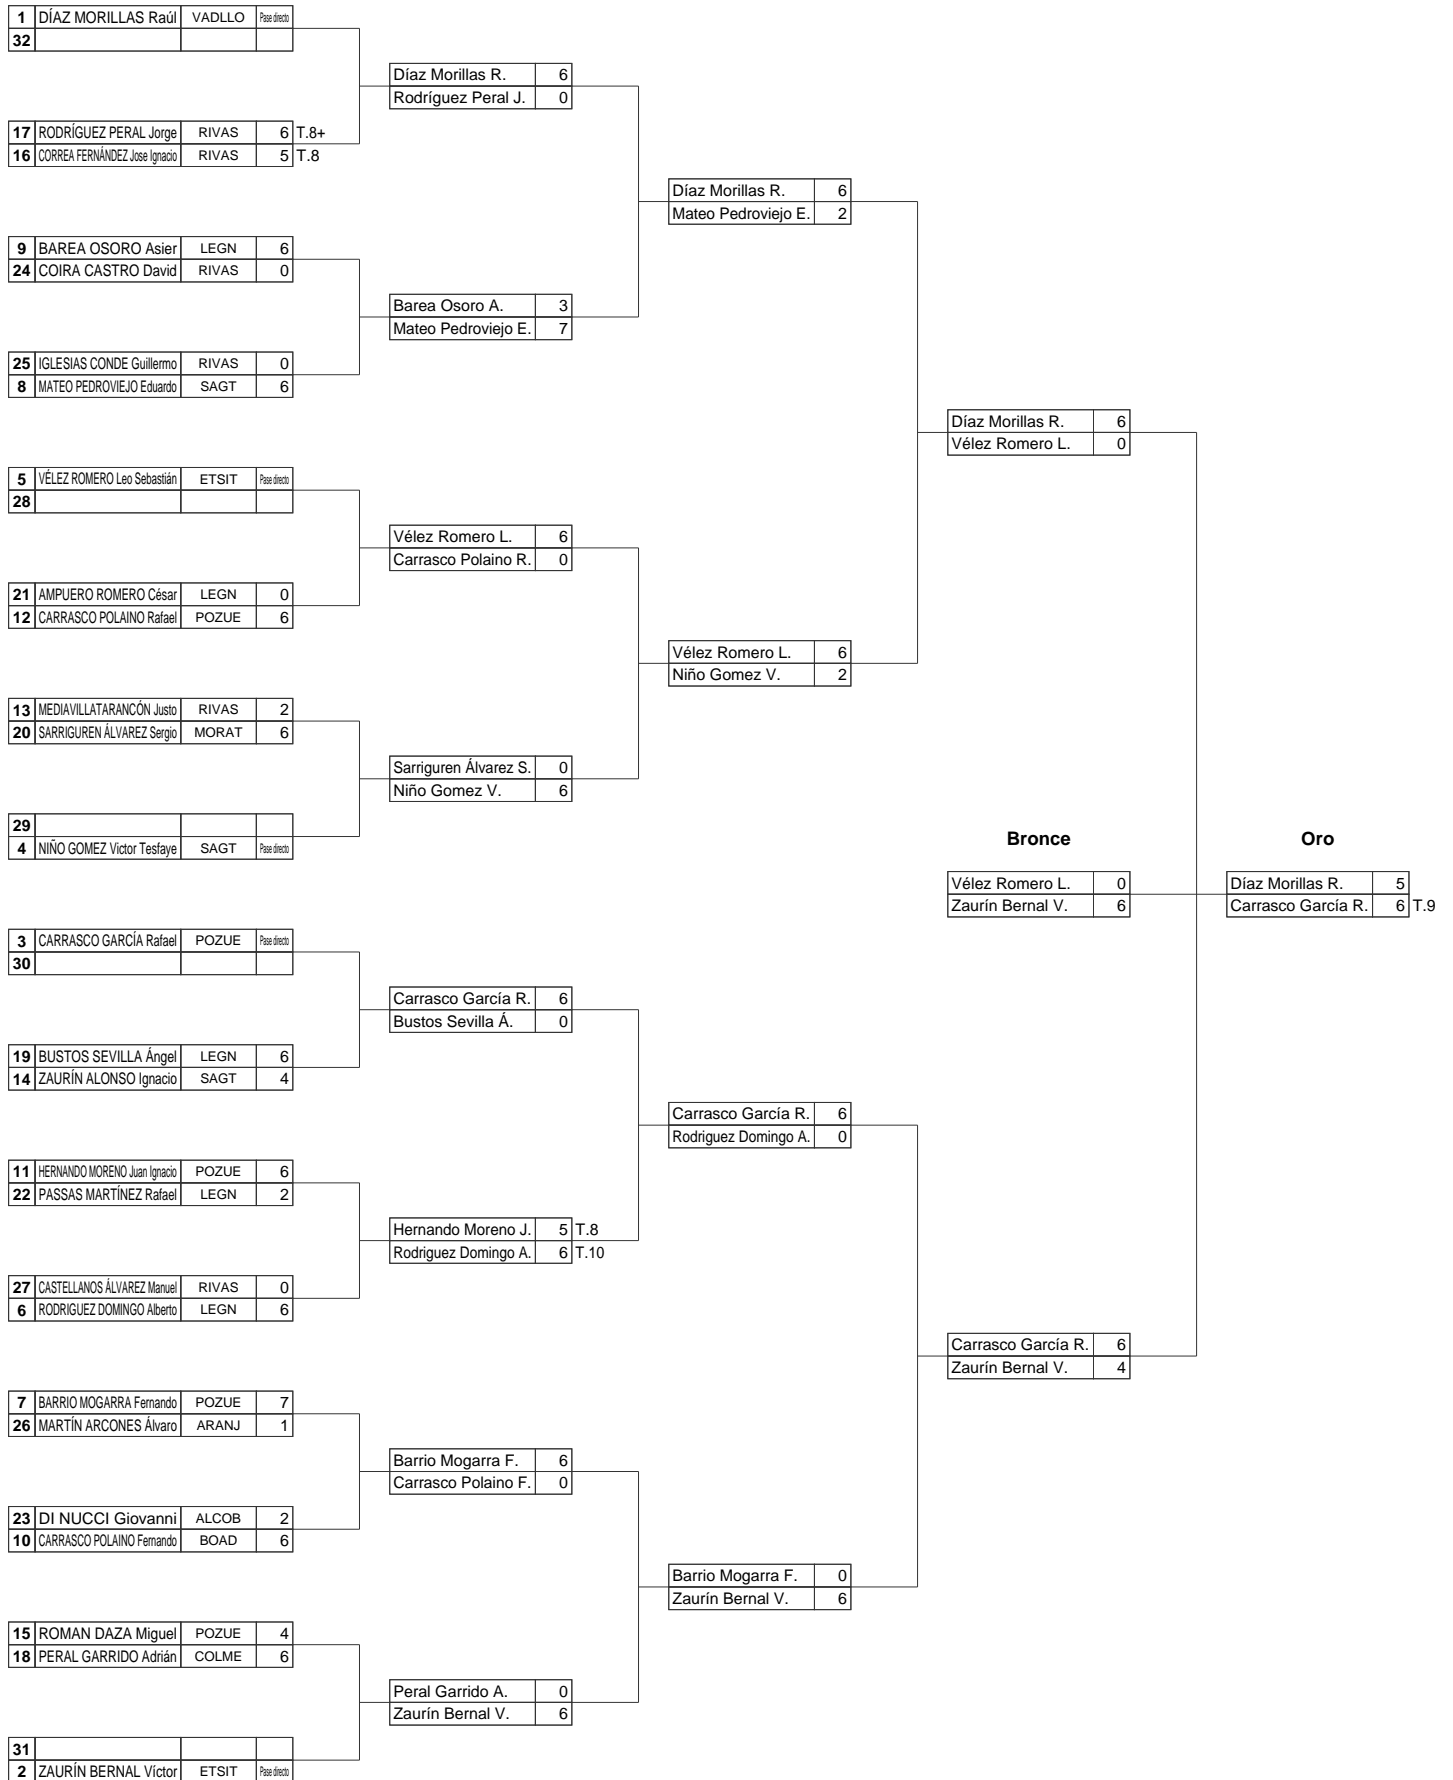 1 DÍAZ MORILLAS Raúl VADLLO Pase directo
32
Díaz Morillas R. 6
Rodríguez Peral J. 0
17 RODRÍGUEZ PERAL Jorge RIVAS 6 T.8+
16 CORREA FERNÁNDEZ Jose Ignacio RIVAS 5 T.8
Díaz Morillas R. 6
Mateo Pedroviejo E. 2
9 BAREA OSORO Asier LEGN 6
24 COIRA CASTRO David RIVAS 0
Barea Osoro A. 3
Mateo Pedroviejo E. 7
25 IGLESIAS CONDE Guillermo RIVAS 0
8 MATEO PEDROVIEJO Eduardo SAGT 6
Díaz Morillas R. 6
Vélez Romero L. 0
5 VÉLEZ ROMERO Leo Sebastián ETSIT Pase directo
28
Vélez Romero L. 6
Carrasco Polaino R. 0
21 AMPUERO ROMERO César LEGN 0
12 CARRASCO POLAINO Rafael POZUE 6
Vélez Romero L. 6
Niño Gomez V. 2
13 MEDIAVILLATARANCÓN Justo RIVAS 2
20 SARRIGUREN ÁLVAREZ Sergio MORAT 6
Sarriguren Álvarez S. 0
Niño Gomez V. 6
29
4 NIÑO GOMEZ Victor Tesfaye SAGT Pase directo
Bronce Oro
Vélez Romero L. 0 Díaz Morillas R. 5
Zaurín Bernal V. 6 Carrasco García R. 6 T.9
3 CARRASCO GARCÍA Rafael POZUE Pase directo
30
Carrasco García R. 6
Bustos Sevilla Á. 0
19 BUSTOS SEVILLA Ángel LEGN 6
14 ZAURÍN ALONSO Ignacio SAGT 4
Carrasco García R. 6
Rodriguez Domingo A. 0
11 HERNANDO MORENO Juan Ignacio POZUE 6
22 PASSAS MARTÍNEZ Rafael LEGN 2
Hernando Moreno J. 5 T.8
Rodriguez Domingo A. 6 T.10
27 CASTELLANOS ÁLVAREZ Manuel RIVAS 0
6 RODRIGUEZ DOMINGO Alberto LEGN 6
Carrasco García R. 6
Zaurín Bernal V. 4
7 BARRIO MOGARRA Fernando POZUE 7
26 MARTÍN ARCONES Álvaro ARANJ 1
Barrio Mogarra F. 6
Carrasco Polaino F. 0
23 DI NUCCI Giovanni ALCOB 2
10 CARRASCO POLAINO Fernando BOAD 6
Barrio Mogarra F. 0
Zaurín Bernal V. 6
15 ROMAN DAZA Miguel POZUE 4
18 PERAL GARRIDO Adrián COLME 6
Peral Garrido A. 0
Zaurín Bernal V. 6
31
2 ZAURÍN BERNAL Víctor ETSIT Pase directo